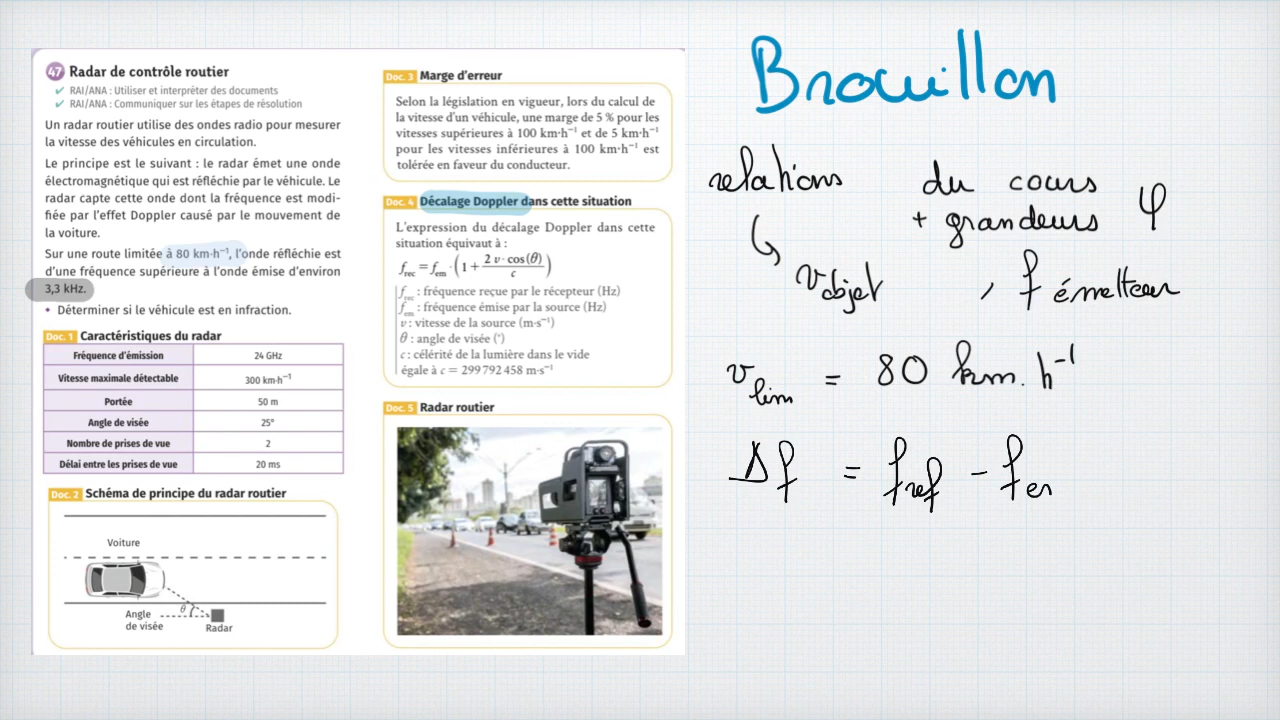 47 Radar de contrôle routier
✔ RAI/ANA : Utiliser et interpréter des documents
✔ RAI/ANA : Communiquer sur les étapes de résolution
Un radar routier utilise des ondes radio pour mesurer
la vitesse des véhicules en circulation.
Le principe est le suivant : le radar émet une onde
électromagnétique qui est réfléchie par le véhicule. Le
radar capte cette onde dont la fréquence est modi-
fiée par l'effet Doppler causé par le mouvement de
la voiture.
Sur une route limitée à 80 km·h⁻¹, l'onde réfléchie est
d'une fréquence supérieure à l'onde émise d'environ
3,3 kHz.
• Déterminer si le véhicule est en infraction.
Doc. 1 Caractéristiques du radar
Fréquence d'émission 24 GHz
Vitesse maximale détectable 300 km·h⁻¹
Portée 50 m
Angle de visée 25°
Nombre de prises de vue 2
Délai entre les prises de vue 20 ms
Doc. 2 Schéma de principe du radar routier
Voiture
θ
Angle
de visée
Radar
Doc. 3 Marge d'erreur
Selon la législation en vigueur, lors du calcul de
la vitesse d'un véhicule, une marge de 5 % pour les
vitesses supérieures à 100 km·h⁻¹ et de 5 km·h⁻¹
pour les vitesses inférieures à 100 km·h⁻¹ est
tolérée en faveur du conducteur.
Doc. 4 Décalage Doppler dans cette situation
L'expression du décalage Doppler dans cette
situation équivaut à :
f_rec = f_em · (1 + 2 v · cos(θ) / c)
f_rec : fréquence reçue par le récepteur (Hz)
f_em : fréquence émise par la source (Hz)
v : vitesse de la source (m·s⁻¹)
θ : angle de visée (°)
c : célérité de la lumière dans le vide
égale à c = 299 792 458 m·s⁻¹
Doc. 5 Radar routier
Brouillon
relations du cours
+ grandeurs φ
v objet , f émetteur
v lim = 80 km.h⁻¹
Δf = f ref - f em